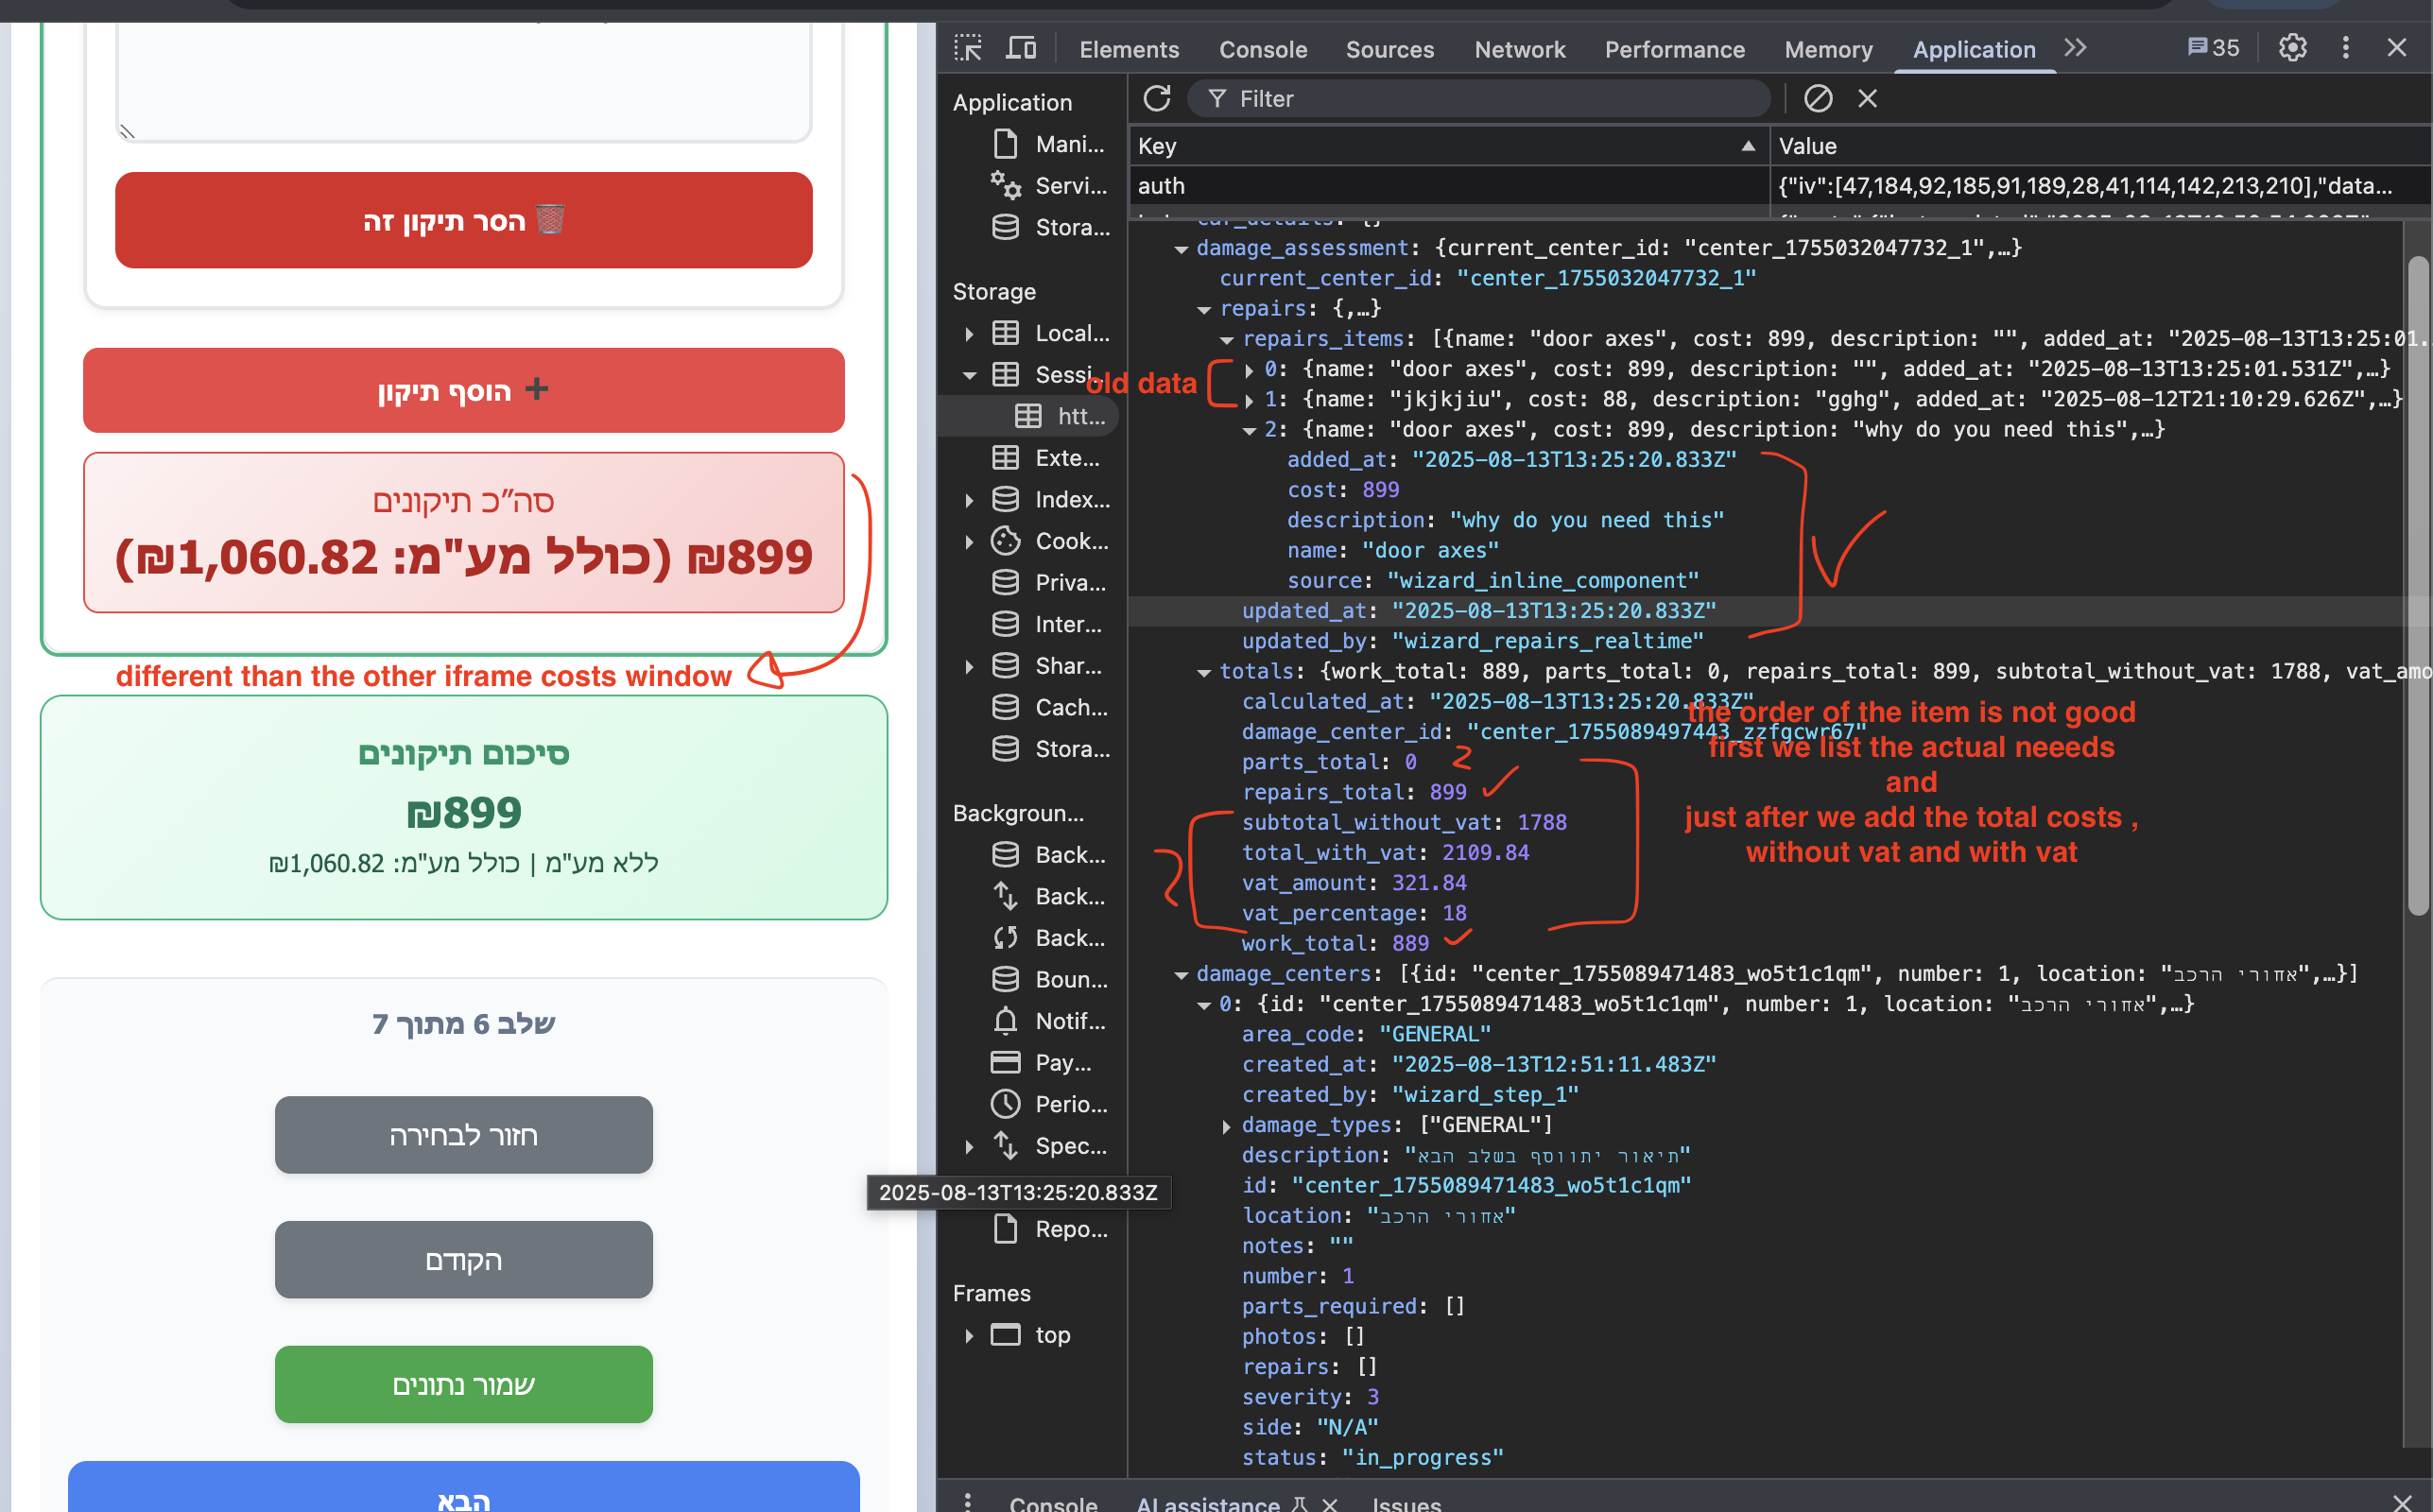 🗑️ הסר תיקון זה
➕ הוסף תיקון
סה״כ תיקונים
₪899 (כולל מע"מ: ₪1,060.82)
different than the other iframe costs window
סיכום תיקונים
₪899
ללא מע"מ | כולל מע"מ: ₪1,060.82
שלב 6 מתוך 7
חזור לבחירה
הקודם
שמור נתונים
הבא
2025-08-13T13:25:20.833Z
Elements Console Sources Network Performance Memory Application 35
Application
Mani...
Servi...
Stora...
Storage
Local...
Sessi...
htt...
Exte...
Index...
Cook...
Priva...
Inter...
Shar...
Cach...
Stora...
Backgroun...
Back...
Back...
Back...
Boun...
Notif...
Pay...
Perio...
Spec...
Repo...
Frames
top
Filter
Key Value
auth {"iv":[47,184,92,185,91,189,28,41,114,142,213,210],"data...
damage_assessment: {current_center_id: "center_1755032047732_1",…}
current_center_id: "center_1755032047732_1"
repairs: {,…}
repairs_items: [{name: "door axes", cost: 899, description: "", added_at: "2025-08-13T13:25:01.
old data
0: {name: "door axes", cost: 899, description: "", added_at: "2025-08-13T13:25:01.531Z",…}
1: {name: "jkjkjiu", cost: 88, description: "gghg", added_at: "2025-08-12T21:10:29.626Z",…}
2: {name: "door axes", cost: 899, description: "why do you need this",…}
added_at: "2025-08-13T13:25:20.833Z"
cost: 899
description: "why do you need this"
name: "door axes"
source: "wizard_inline_component"
updated_at: "2025-08-13T13:25:20.833Z"
updated_by: "wizard_repairs_realtime"
totals: {work_total: 889, parts_total: 0, repairs_total: 899, subtotal_without_vat: 1788, vat_amo
calculated_at: "2025-08-13T13:25:20.833Z"
damage_center_id: "center_1755089497443_zzfgcwr67"
parts_total: 0
repairs_total: 899
subtotal_without_vat: 1788
total_with_vat: 2109.84
vat_amount: 321.84
vat_percentage: 18
work_total: 889
the order of the item is not good
first we list the actual neeeds
and
just after we add the total costs ,
without vat and with vat
damage_centers: [{id: "center_1755089471483_wo5t1c1qm", number: 1, location: "אחורי הרכב",…}]
0: {id: "center_1755089471483_wo5t1c1qm", number: 1, location: "אחורי הרכב",…}
area_code: "GENERAL"
created_at: "2025-08-13T12:51:11.483Z"
created_by: "wizard_step_1"
damage_types: ["GENERAL"]
description: "תיאור יתווסף בשלב הבא"
id: "center_1755089471483_wo5t1c1qm"
location: "אחורי הרכב"
notes: ""
number: 1
parts_required: []
photos: []
repairs: []
severity: 3
side: "N/A"
status: "in_progress"
Console AI assistance Issues